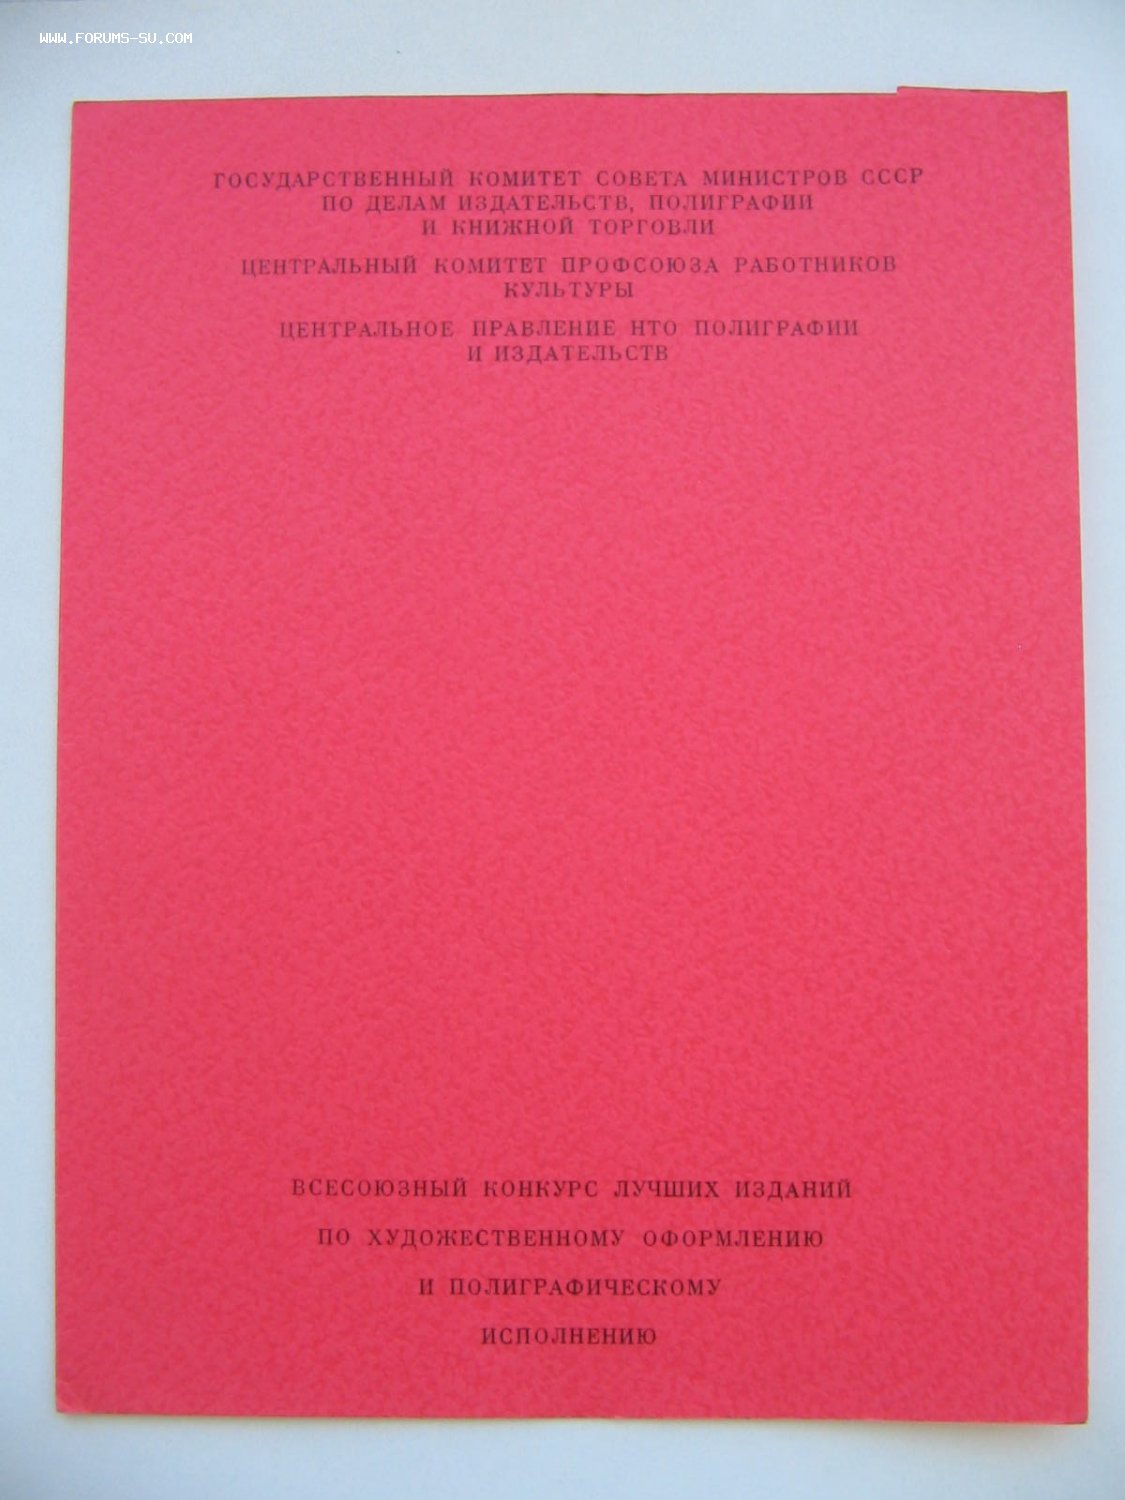 WWW.FORUMS-SU.COM
ГОСУДАРСТВЕННЫЙ КОМИТЕТ СОВЕТА МИНИСТРОВ СССР
ПО ДЕЛАМ ИЗДАТЕЛЬСТВ, ПОЛИГРАФИИ
И КНИЖНОЙ ТОРГОВЛИ
ЦЕНТРАЛЬНЫЙ КОМИТЕТ ПРОФСОЮЗА РАБОТНИКОВ
КУЛЬТУРЫ
ЦЕНТРАЛЬНОЕ ПРАВЛЕНИЕ НТО ПОЛИГРАФИИ
И ИЗДАТЕЛЬСТВ
ВСЕСОЮЗНЫЙ КОНКУРС ЛУЧШИХ ИЗДАНИЙ
ПО ХУДОЖЕСТВЕННОМУ ОФОРМЛЕНИЮ
И ПОЛИГРАФИЧЕСКОМУ
ИСПОЛНЕНИЮ